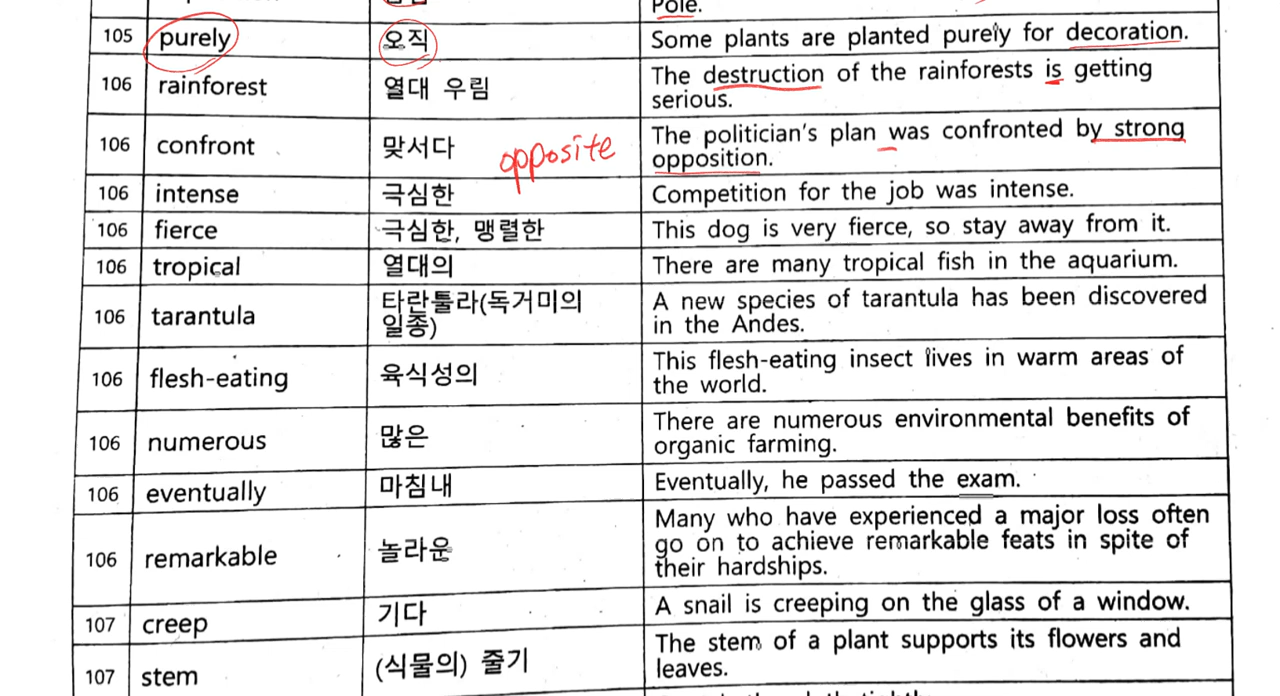 Pole.
105 purely 오직 Some plants are planted purely for decoration.
106 rainforest 열대 우림 The destruction of the rainforests is getting
serious.
106 confront 맞서다 opposite The politician's plan was confronted by strong
opposition.
106 intense 극심한 Competition for the job was intense.
106 fierce 극심한, 맹렬한 This dog is very fierce, so stay away from it.
106 tropical 열대의 There are many tropical fish in the aquarium.
106 tarantula 타란툴라(독거미의 A new species of tarantula has been discovered
일종) in the Andes.
106 flesh-eating 육식성의 This flesh-eating insect lives in warm areas of
the world.
106 numerous 많은 There are numerous environmental benefits of
organic farming.
106 eventually 마침내 Eventually, he passed the exam.
106 remarkable 놀라운 Many who have experienced a major loss often
go on to achieve remarkable feats in spite of
their hardships.
107 creep 기다 A snail is creeping on the glass of a window.
107 stem (식물의) 줄기 The stem of a plant supports its flowers and
leaves.